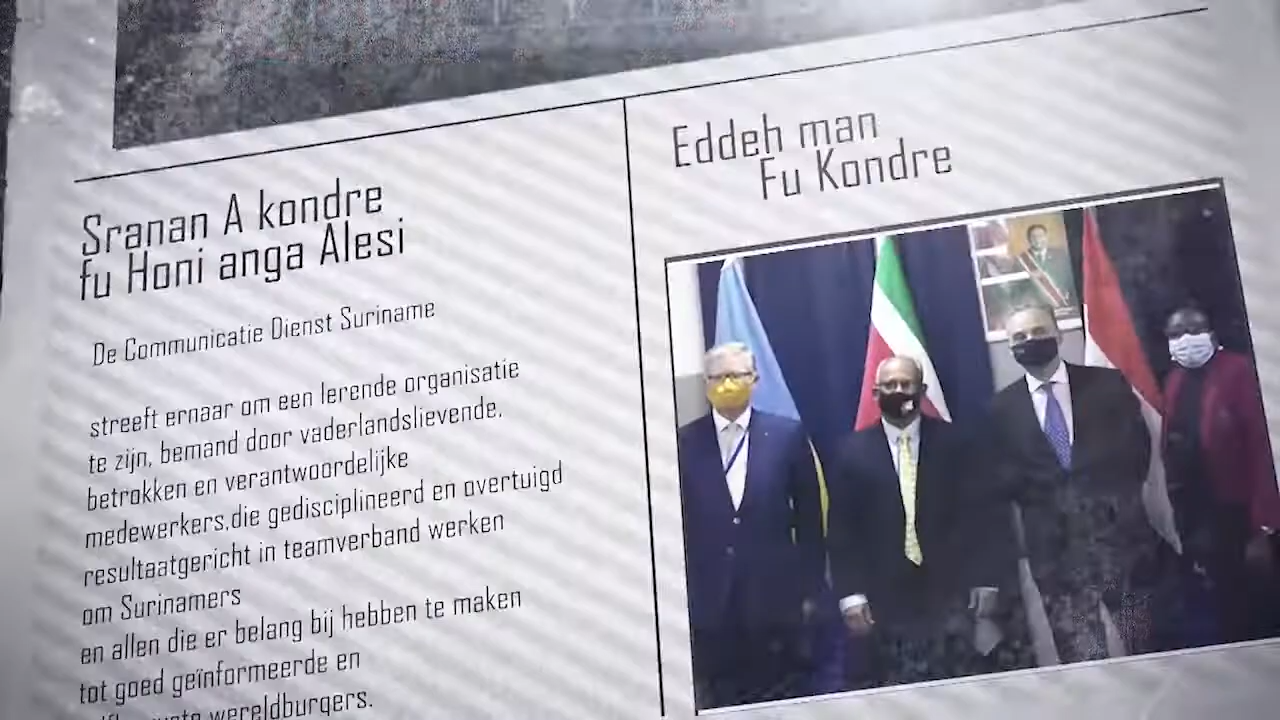 Sranan A kondre
fu Honi anga Alesi
De Communicatie Dienst Suriname
streeft ernaar om een lerende organisatie
te zijn, bemand door vaderlandslievende,
betrokken en verantwoordelijke
medewerkers,die gedisciplineerd en overtuigd
resultaatgericht in teamverband werken
om Surinamers
en allen die er belang bij hebben te maken
tot goed geïnformeerde en
wereldburgers.
Eddeh man
Fu Kondre